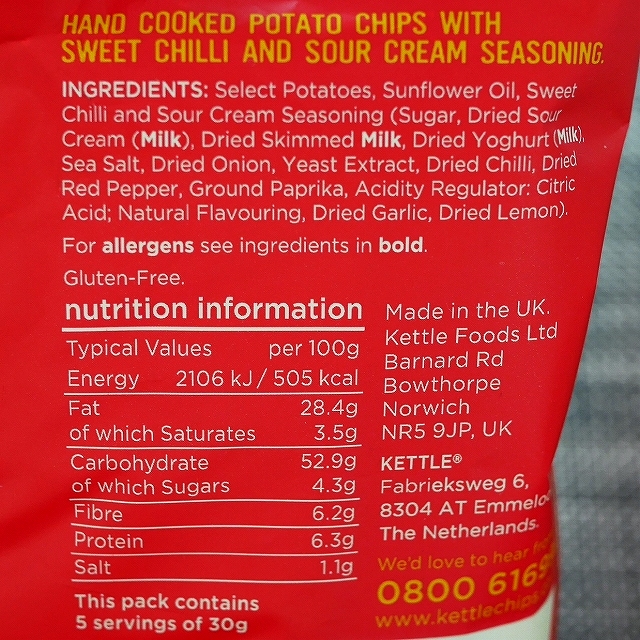 HAND COOKED POTATO CHIPS WITH
SWEET CHILLI AND SOUR CREAM SEASONING.
INGREDIENTS: Select Potatoes, Sunflower Oil, Sweet
Chilli and Sour Cream Seasoning (Sugar, Dried Sour
Cream (Milk), Dried Skimmed Milk, Dried Yoghurt (Milk),
Sea Salt, Dried Onion, Yeast Extract, Dried Chilli, Dried
Red Pepper, Ground Paprika, Acidity Regulator: Citric
Acid; Natural Flavouring, Dried Garlic, Dried Lemon).
For allergens see ingredients in bold.
Gluten-Free.
nutrition information
Typical Values per 100g
Energy 2106 kJ / 505 kcal
Fat 28.4g
of which Saturates 3.5g
Carbohydrate 52.9g
of which Sugars 4.3g
Fibre 6.2g
Protein 6.3g
Salt 1.1g
This pack contains
5 servings of 30g
Made in the UK.
Kettle Foods Ltd
Barnard Rd
Bowthorpe
Norwich
NR5 9JP, UK
KETTLE®
Fabrieksweg 6,
8304 AT
The Netherlands.
We'd love to hear
0800